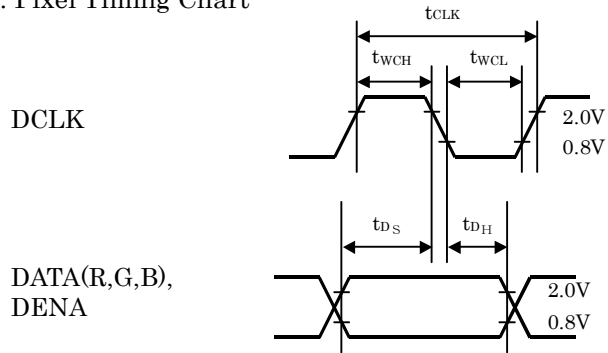 . Pixel Timing Chart
tCLK
tWCH tWCL
DCLK
2.0V
0.8V
tDS tDH
DATA(R,G,B),
DENA
2.0V
0.8V